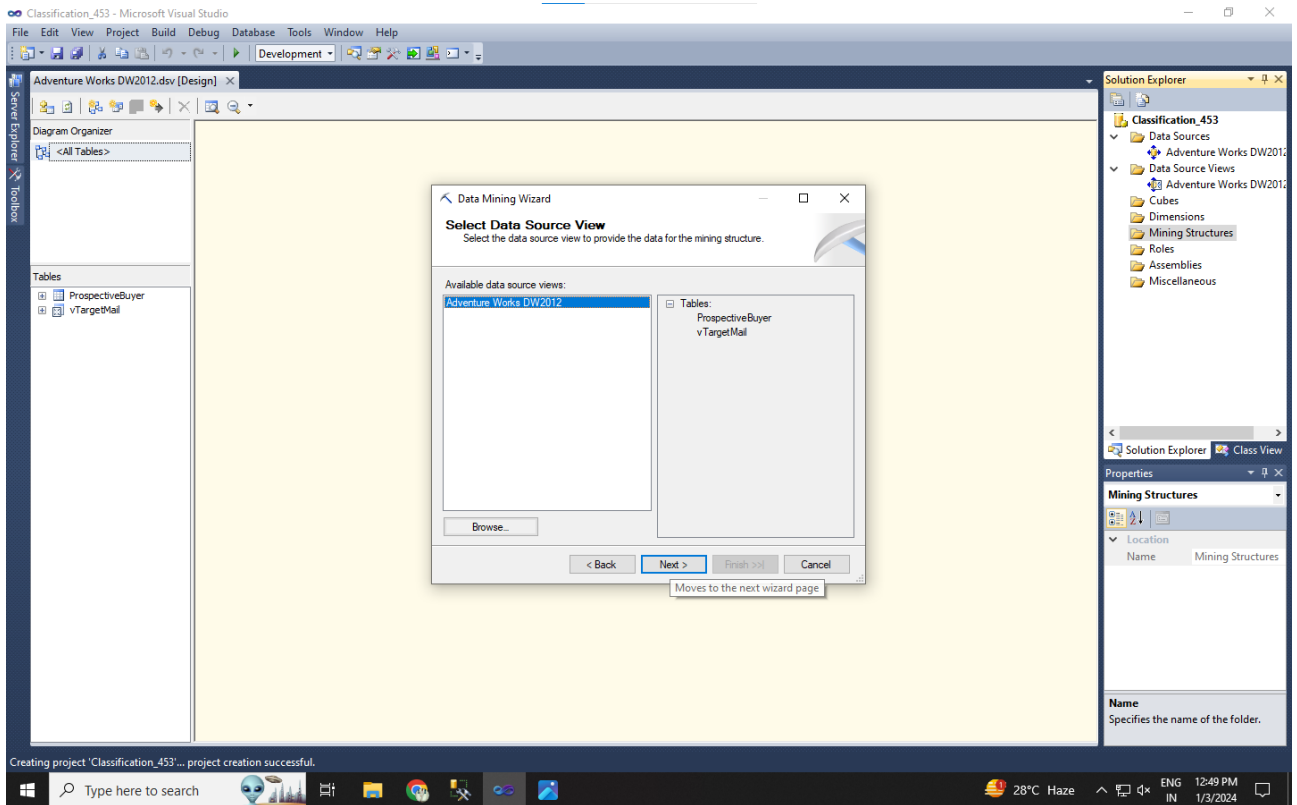 Classification_453 - Microsoft Visual Studio
File Edit View Project Build Debug Database Tools Window Help
Development
Server Explorer
Toolbox
Adventure Works DW2012.dsv [Design]
Diagram Organizer
<All Tables>
Tables
ProspectiveBuyer
vTargetMail
Data Mining Wizard
Select Data Source View
Select the data source view to provide the data for the mining structure.
Available data source views:
Adventure Works DW2012
Tables:
ProspectiveBuyer
vTargetMail
Browse...
< Back Next > Finish >>| Cancel
Moves to the next wizard page
Solution Explorer
Classification_453
Data Sources
Adventure Works DW2012
Data Source Views
Adventure Works DW2012
Cubes
Dimensions
Mining Structures
Roles
Assemblies
Miscellaneous
Solution Explorer Class View
Properties
Mining Structures
Location
Name Mining Structures
Name
Specifies the name of the folder.
Creating project 'Classification_453'... project creation successful.
Type here to search
1
28°C Haze
ENG
IN
12:49 PM
1/3/2024